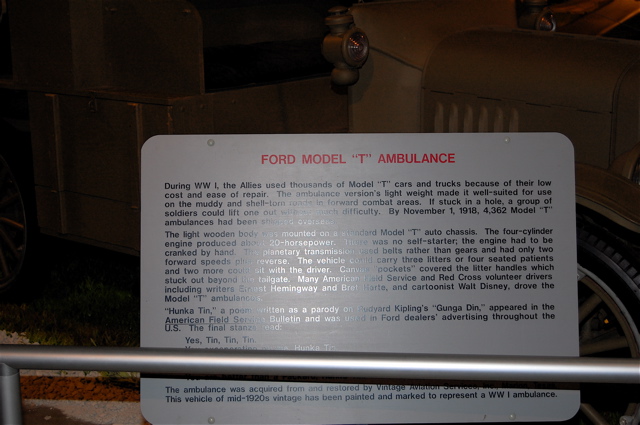 FORD MODEL "T" AMBULANCE
During WW I, the Allies used thousands of Model "T" cars and trucks because of their low
cost and ease of repair. The ambulance version's light weight made it well-suited for use
on the muddy and shell-torn roads in forward combat areas. If stuck in a hole, a group of
soldiers could lift one out without much difficulty. By November 1, 1918, 4,362 Model "T"
ambulances had been shipped overseas.
The light wooden body was mounted on a standard Model "T" auto chassis. The four-cylinder
engine produced about 20-horsepower. There was no self-starter; the engine had to be
cranked by hand. The planetary transmission used belts rather than gears and had only two
forward speeds and reverse. The vehicle could carry three litters or four seated patients
and two more could sit with the driver. Canvas "pockets" covered the litter handles which
stuck out beyond the tailgate. Many American Field Service and Red Cross volunteer drivers
including writers Ernest Hemingway and Bret Harte, and cartoonist Walt Disney, drove the
Model "T" ambulances.
"Hunka Tin," a poem written as a parody on Rudyard Kipling's "Gunga Din," appeared in the
American Field Service Bulletin and was used in Ford dealers' advertising throughout the
U.S. The final stanza read:
Yes, Tin, Tin, Tin.
Hunka Tin
The ambulance was acquired from and restored by Vintage Aviation Services,
This vehicle of mid-1920s vintage has been painted and marked to represent a WW I ambulance.